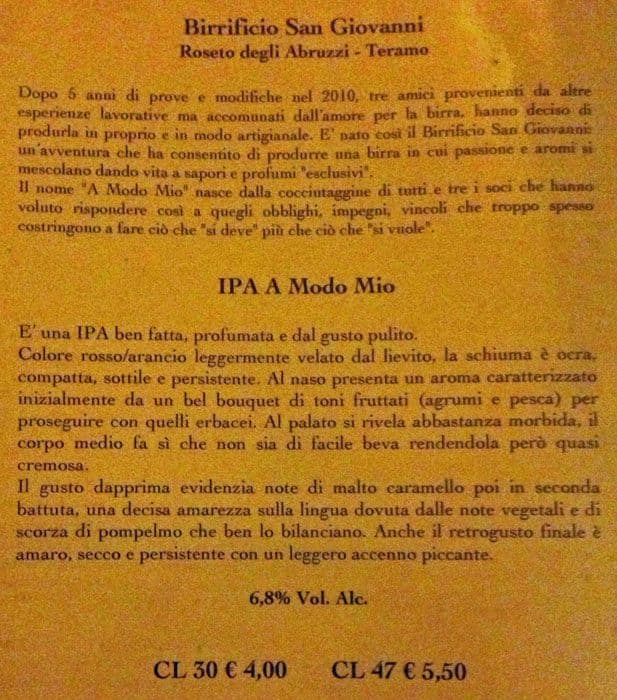 Birrificio San Giovanni
Roseto degli Abruzzi - Teramo
Dopo 5 anni di prove e modifiche nel 2010, tre amici provenienti da altre
esperienze lavorative ma accomunati dall'amore per la birra, hanno deciso di
produrla in proprio e in modo artigianale. E' nato così il Birrificio San Giovanni:
un'avventura che ha consentito di produrre una birra in cui passione e aromi si
mescolano dando vita a sapori e profumi "esclusivi".
Il nome "A Modo Mio" nasce dalla cocciutaggine di tutti e tre i soci che hanno
voluto rispondere così a quegli obblighi, impegni, vincoli che troppo spesso
costringono a fare ciò che "si deve" più che ciò che "si vuole".
IPA A Modo Mio
E' una IPA ben fatta, profumata e dal gusto pulito.
Colore rosso/arancio leggermente velato dal lievito, la schiuma è ocra,
compatta, sottile e persistente. Al naso presenta un aroma caratterizzato
inizialmente da un bel bouquet di toni fruttati (agrumi e pesca) per
proseguire con quelli erbacei. Al palato si rivela abbastanza morbida, il
corpo medio fa sì che non sia di facile beva rendendola però quasi
cremosa.
Il gusto dapprima evidenzia note di malto caramello poi in seconda
battuta, una decisa amarezza sulla lingua dovuta dalle note vegetali e di
scorza di pompelmo che ben lo bilanciano. Anche il retrogusto finale è
amaro, secco e persistente con un leggero accenno piccante.
6,8% Vol. Alc.
CL 30 € 4,00 CL 47 € 5,50